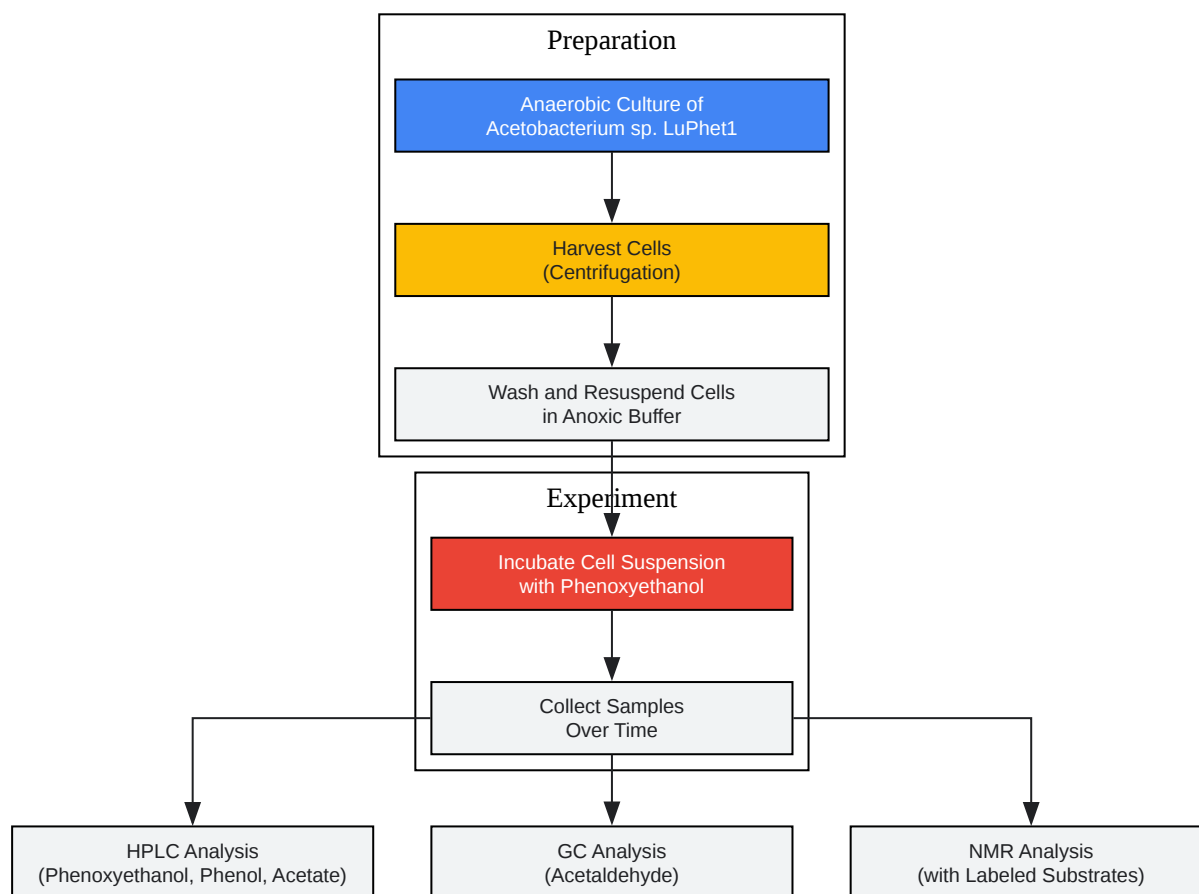 Preparation
Anaerobic Culture of
Acetobacterium sp. LuPhet1
Harvest Cells
(Centrifugation)
Wash and Resuspend Cells
in Anoxic Buffer
Experiment
Incubate Cell Suspension
with Phenoxyethanol
Collect Samples
Over Time
HPLC Analysis
(Phenoxyethanol, Phenol, Acetate)
GC Analysis
(Acetaldehyde)
NMR Analysis
(with Labeled Substrates)